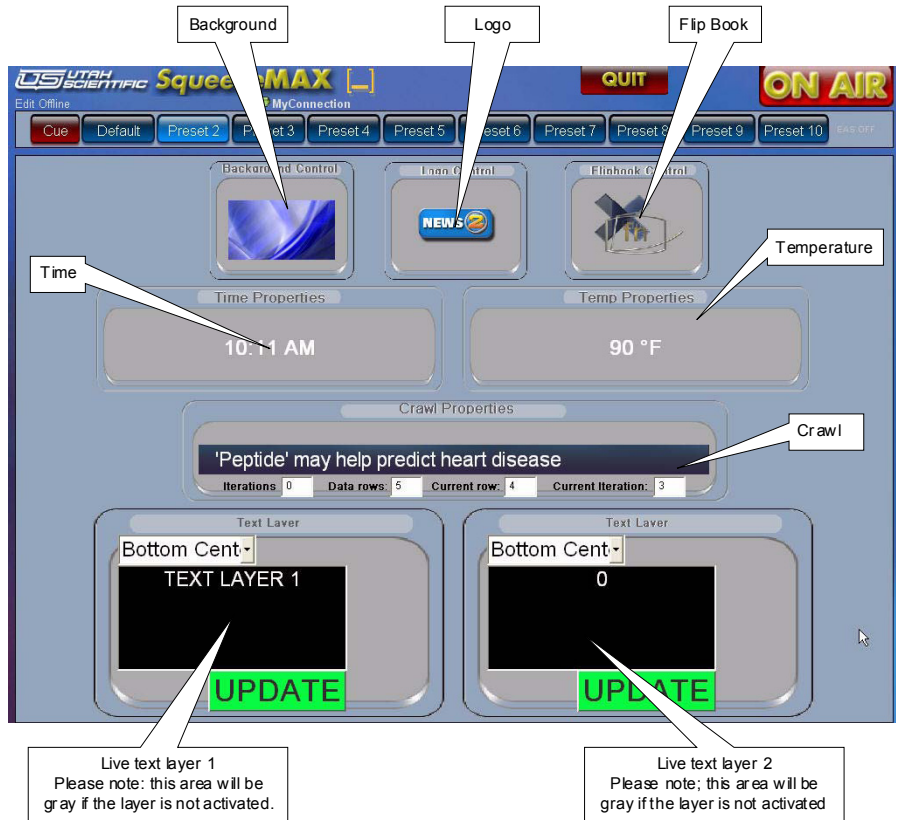 Background
Logo
Flip Book
US UTAH SCIENTIFIC SqueezeMAX [_]
QUIT
ON AIR
Edit Offline
MyConnection
Cue
Default
Preset 2
Preset 3
Preset 4
Preset 5
Preset 6
Preset 7
Preset 8
Preset 9
Preset 10
EAS OFF
Background Control
Logo Control
Flipbook Control
NEWS 2
Temperature
Time
Time Properties
Temp Properties
10:11 AM
90 °F
Crawl Properties
Crawl
'Peptide' may help predict heart disease
Iterations 0 Data rows: 5 Current row: 4 Current Iteration: 3
Text Layer
Text Layer
Bottom Cent
Bottom Cent
TEXT LAYER 1
0
UPDATE
UPDATE
Live text layer 1
Please note: this area will be
gray if the layer is not activated.
Live text layer 2
Please note; this area will be
gray if the layer is not activated